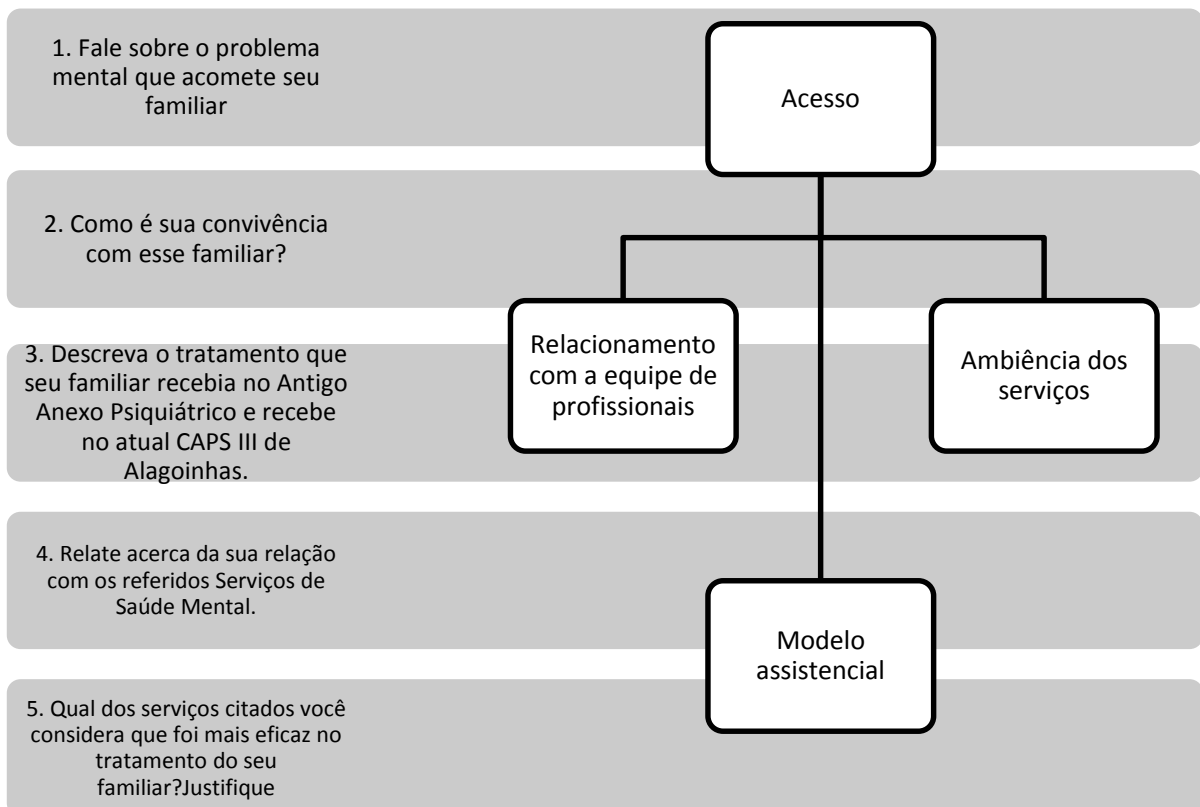 1. Fale sobre o problema
mental que acomete seu
familiar
Acesso
2. Como é sua convivência
com esse familiar?
3. Descreva o tratamento que
seu familiar recebia no Antigo
Anexo Psiquiátrico e recebe
no atual CAPS III de
Alagoinhas.
Relacionamento
com a equipe de
profissionais
Ambiência dos
serviços
4. Relate acerca da sua relação
com os referidos Serviços de
Saúde Mental.
Modelo
assistencial
5. Qual dos serviços citados você
considera que foi mais eficaz no
tratamento do seu
familiar?Justifique